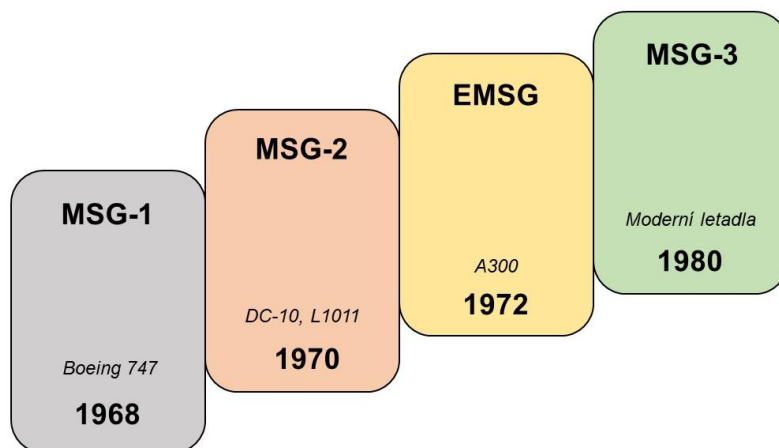 MSG-1
Boeing 747
1968
MSG-2
DC-10, L1011
1970
EMSG
A300
1972
MSG-3
Moderní letadla
1980